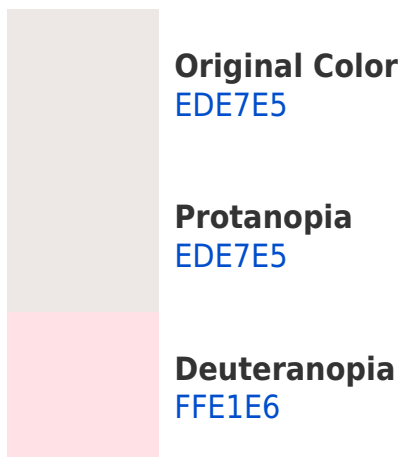 Original Color
EDE7E5
Protanopia
EDE7E5
Deuteranopia
FFE1E6